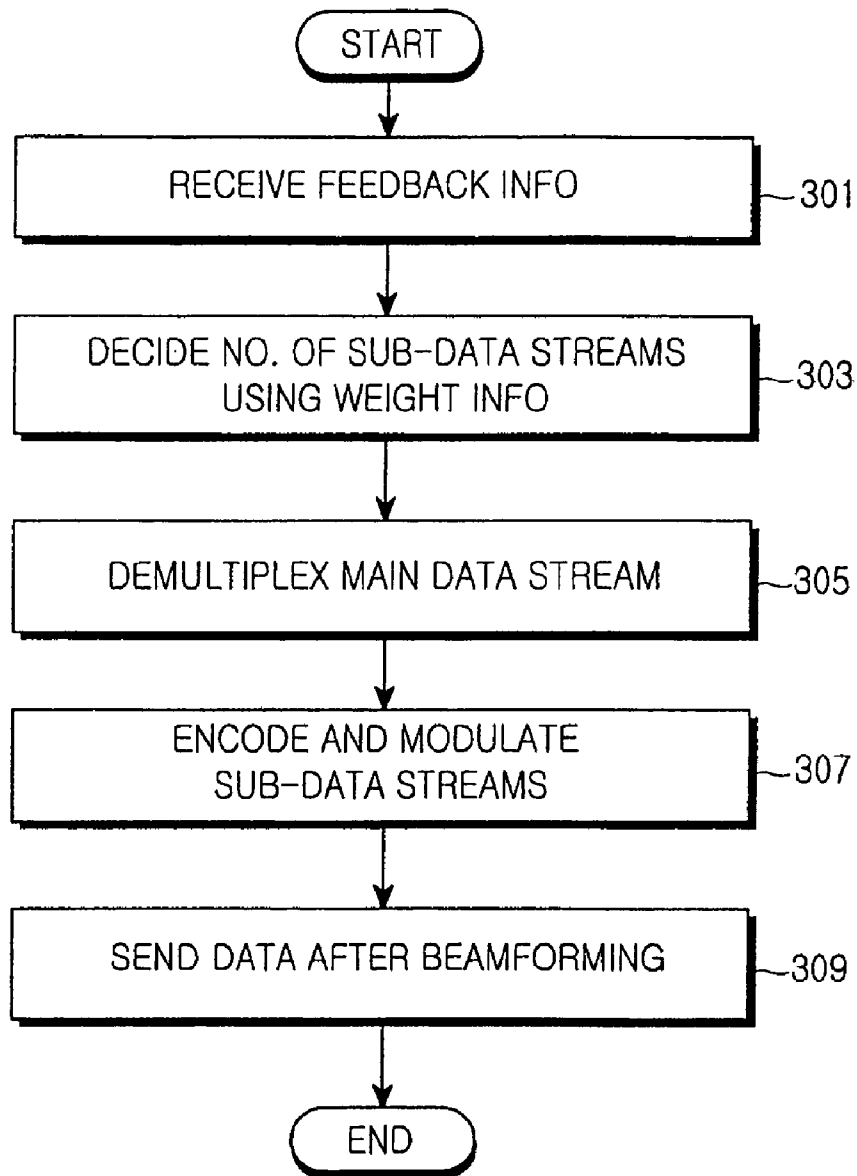 START
RECEIVE FEEDBACK INFO
301
DECIDE NO. OF SUB-DATA STREAMS
USING WEIGHT INFO
303
DEMULTIPLEX MAIN DATA STREAM
305
ENCODE AND MODULATE
SUB-DATA STREAMS
307
SEND DATA AFTER BEAMFORMING
309
END